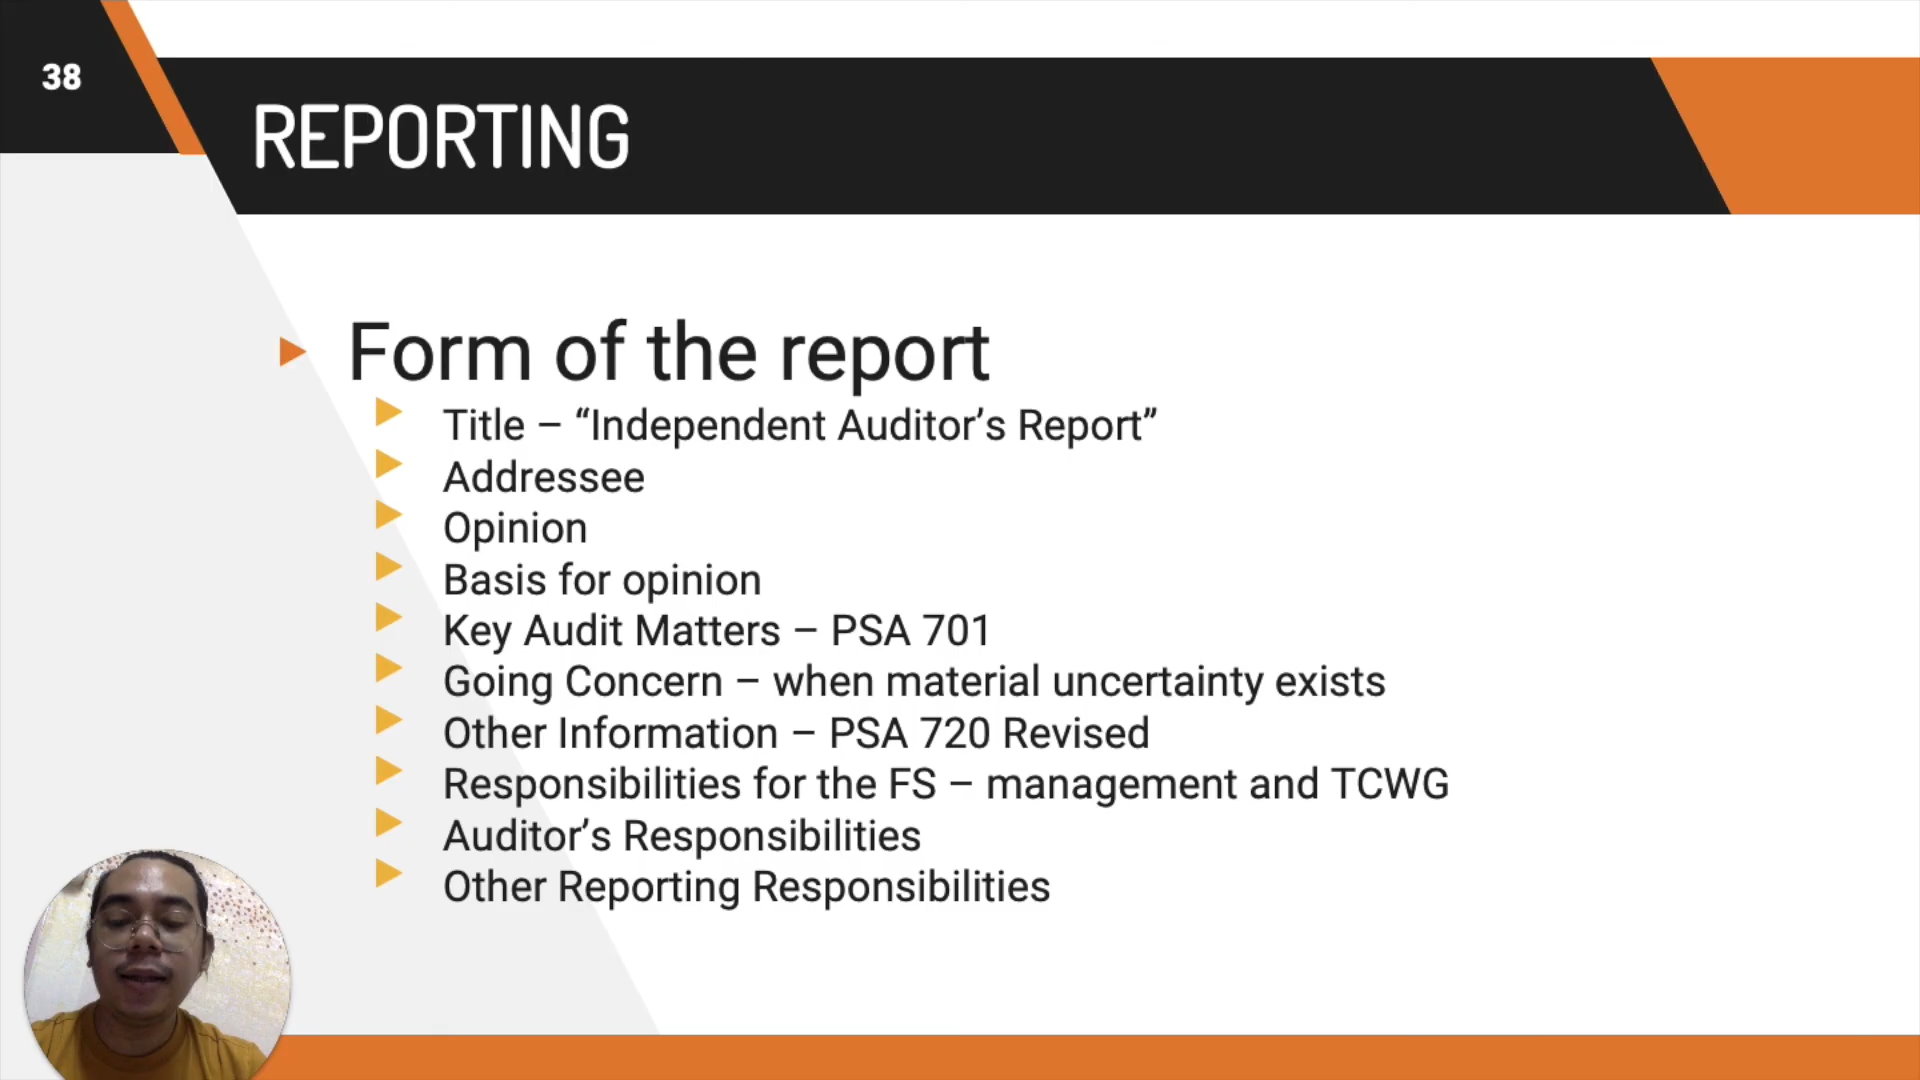 38
REPORTING
Form of the report
Title – “Independent Auditor’s Report”
Addressee
Opinion
Basis for opinion
Key Audit Matters – PSA 701
Going Concern – when material uncertainty exists
Other Information – PSA 720 Revised
Responsibilities for the FS – management and TCWG
Auditor’s Responsibilities
Other Reporting Responsibilities